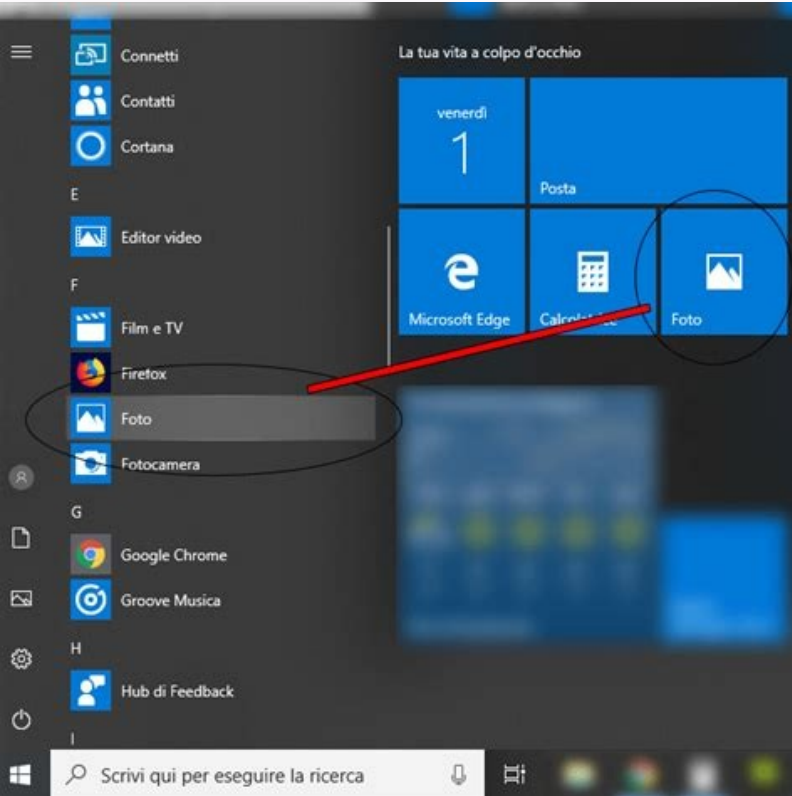 Connetti
Contatti
Cortana
E
Editor video
F
Film e TV
Firefox
Foto
Fotocamera
G
Google Chrome
Groove Musica
H
Hub di Feedback
I
La tua vita a colpo d'occhio
venerdì
1
Posta
Microsoft Edge
Calcolatrice
Foto
Scrivi qui per eseguire la ricerca